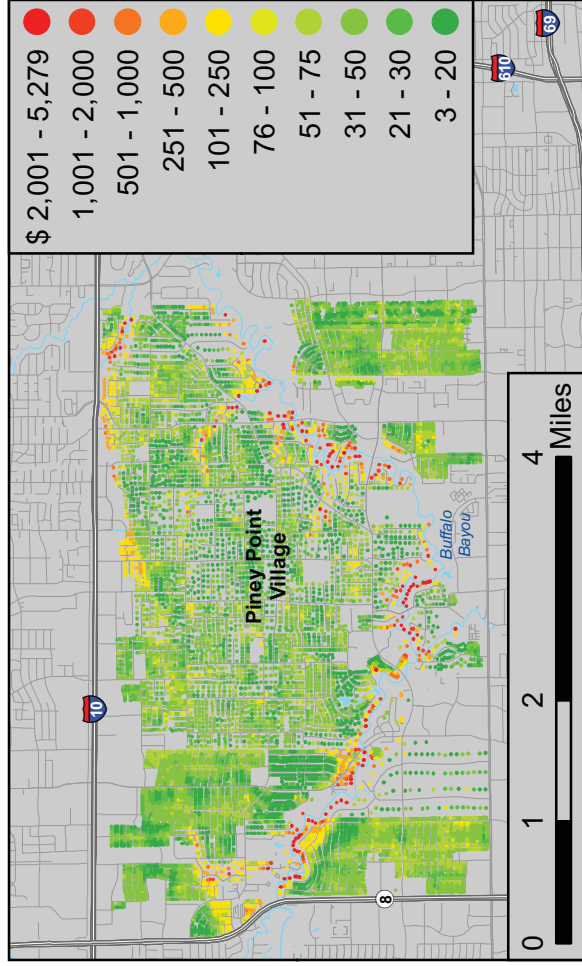 $ 2,001 - 5,279
1,001 - 2,000
501 - 1,000
251 - 500
101 - 250
76 - 100
51 - 75
31 - 50
21 - 30
3 - 20
69
610
10
Piney Point
Village
Buffalo
Bayou
8
0 1 2 4
Miles